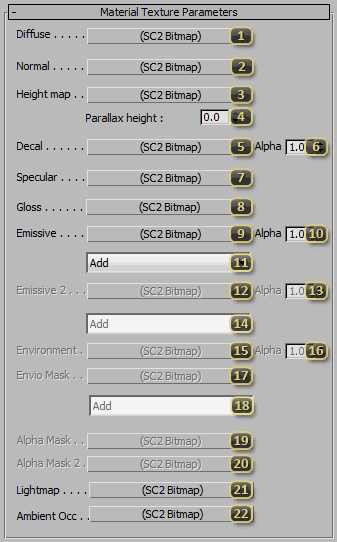 - Material Texture Parameters
Diffuse . . . . . (SC2 Bitmap) 1
Normal . . . . . (SC2 Bitmap) 2
Height map . . . (SC2 Bitmap) 3
Parallax height : 0.0 4
Decal . . . . . . (SC2 Bitmap) 5 Alpha 1.0 6
Specular . . . . (SC2 Bitmap) 7
Gloss . . . . . . (SC2 Bitmap) 8
Emissive . . . . (SC2 Bitmap) 9 Alpha 1.0 10
Add 11
Emissive 2 . . . (SC2 Bitmap) 12 Alpha 1.0 13
Add 14
Environment . (SC2 Bitmap) 15 Alpha 1.0 16
Envio Mask . . . (SC2 Bitmap) 17
Add 18
Alpha Mask . . (SC2 Bitmap) 19
Alpha Mask 2 . (SC2 Bitmap) 20
Lightmap . . . . (SC2 Bitmap) 21
Ambient Occ . . (SC2 Bitmap) 22